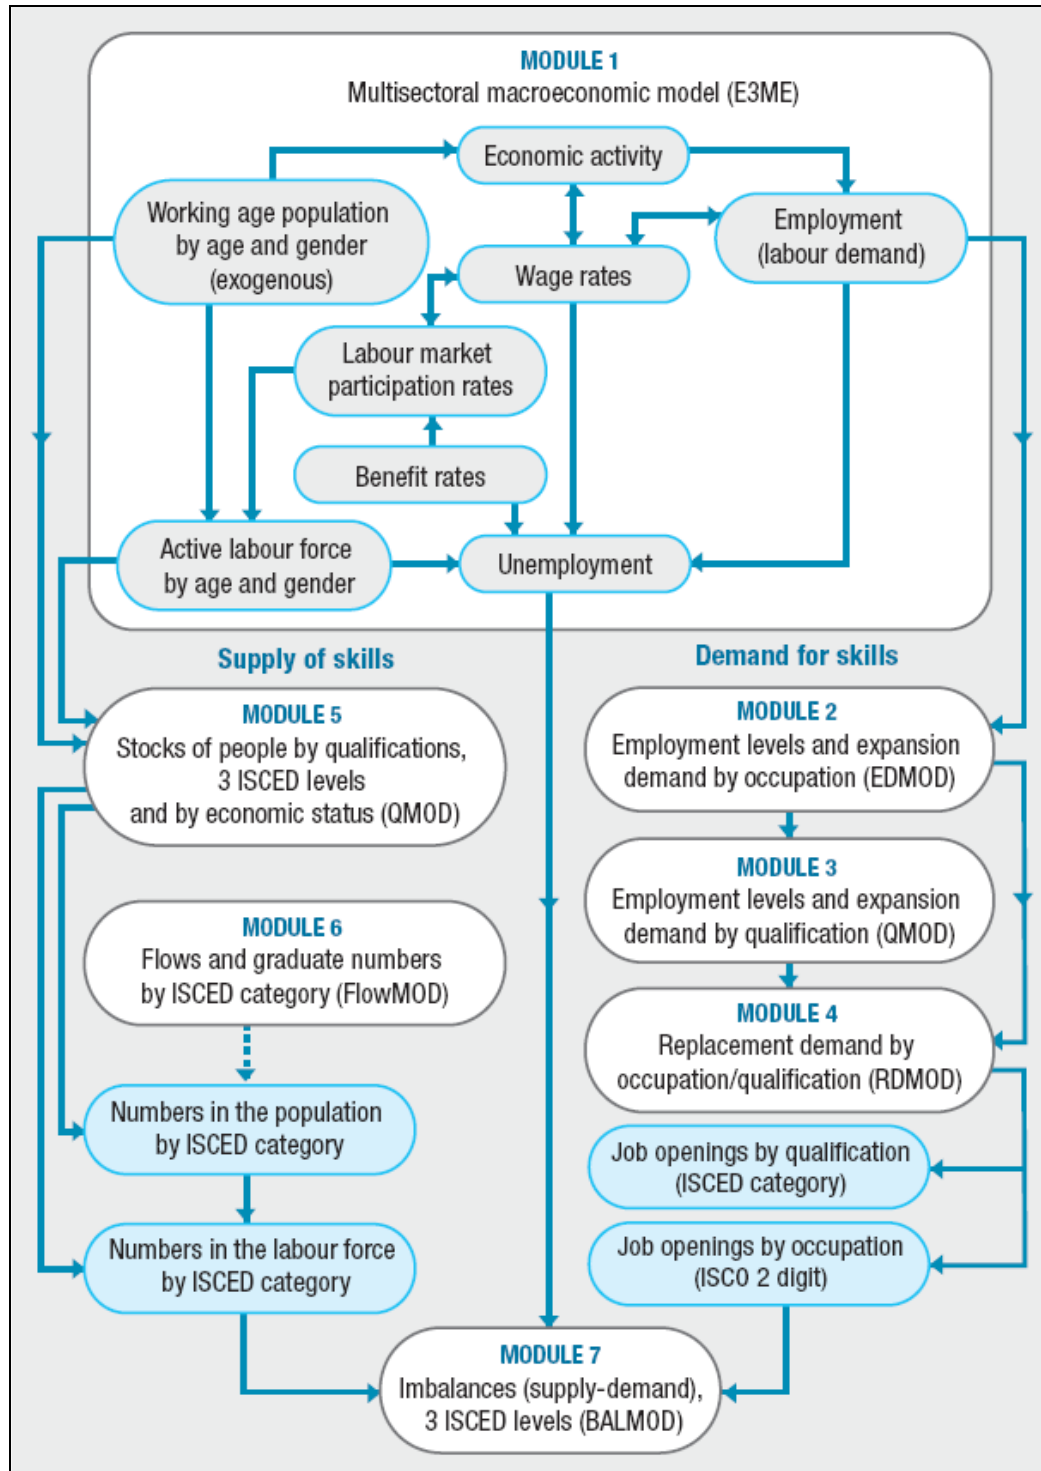 MODULE 1
Multisectoral macroeconomic model (E3ME)
Economic activity
Working age population
by age and gender
(exogenous)
Employment
(labour demand)
Wage rates
Labour market
participation rates
Benefit rates
Active labour force
by age and gender
Unemployment
Supply of skills
Demand for skills
MODULE 5
Stocks of people by qualifications,
3 ISCED levels
and by economic status (QMOD)
MODULE 2
Employment levels and expansion
demand by occupation (EDMOD)
MODULE 3
Employment levels and expansion
demand by qualification (QMOD)
MODULE 6
Flows and graduate numbers
by ISCED category (FlowMOD)
MODULE 4
Replacement demand by
occupation/qualification (RDMOD)
Numbers in the population
by ISCED category
Job openings by qualification
(ISCED category)
Numbers in the labour force
by ISCED category
Job openings by occupation
(ISCO 2 digit)
MODULE 7
Imbalances (supply-demand),
3 ISCED levels (BALMOD)